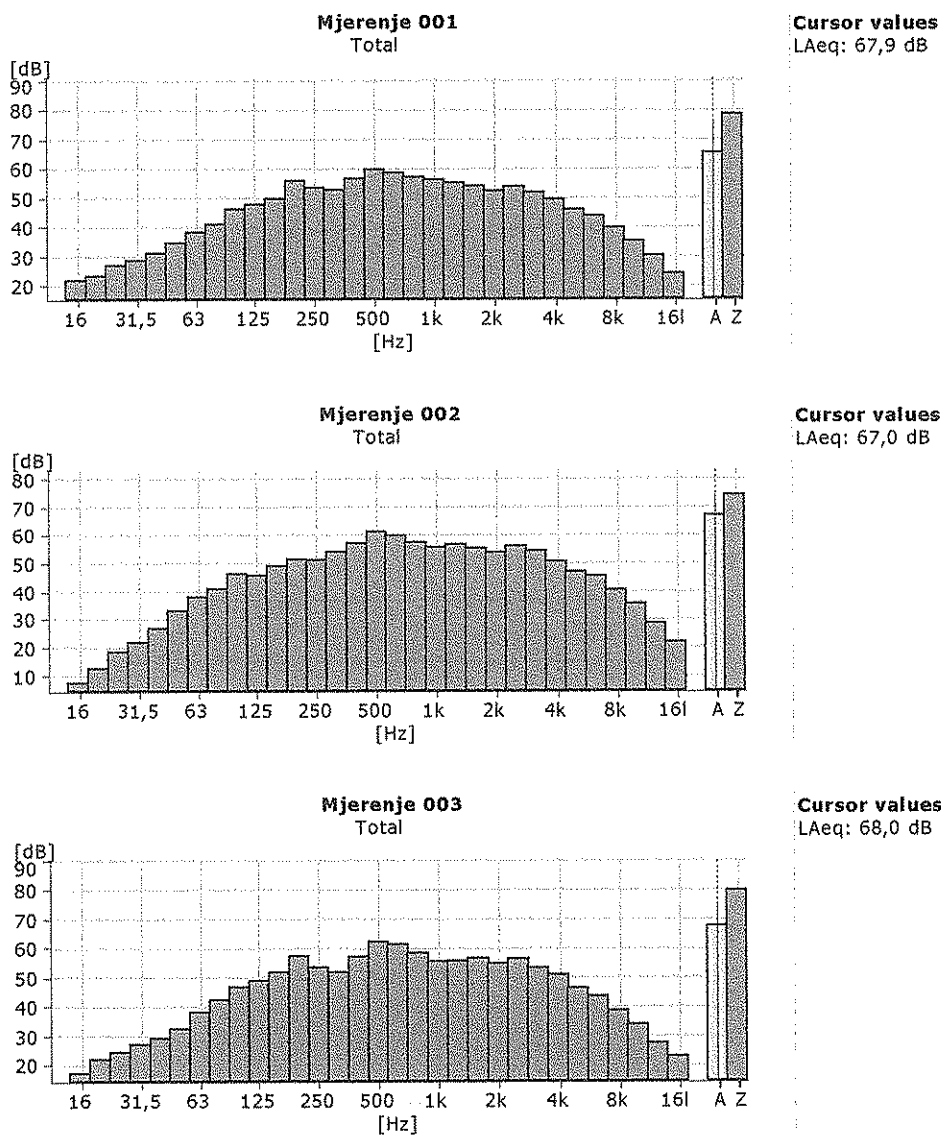 Mjerenje 001
Total
Cursor values
LAeq: 67,9 dB
[dB]
90
80
70
60
50
40
30
20
16 31,5 63 125 250 500 1k 2k 4k 8k 16l A Z
[Hz]
Mjerenje 002
Total
Cursor values
LAeq: 67,0 dB
[dB]
80
70
60
50
40
30
20
10
16 31,5 63 125 250 500 1k 2k 4k 8k 16l A Z
[Hz]
Mjerenje 003
Total
Cursor values
LAeq: 68,0 dB
[dB]
90
80
70
60
50
40
30
20
16 31,5 63 125 250 500 1k 2k 4k 8k 16l A Z
[Hz]